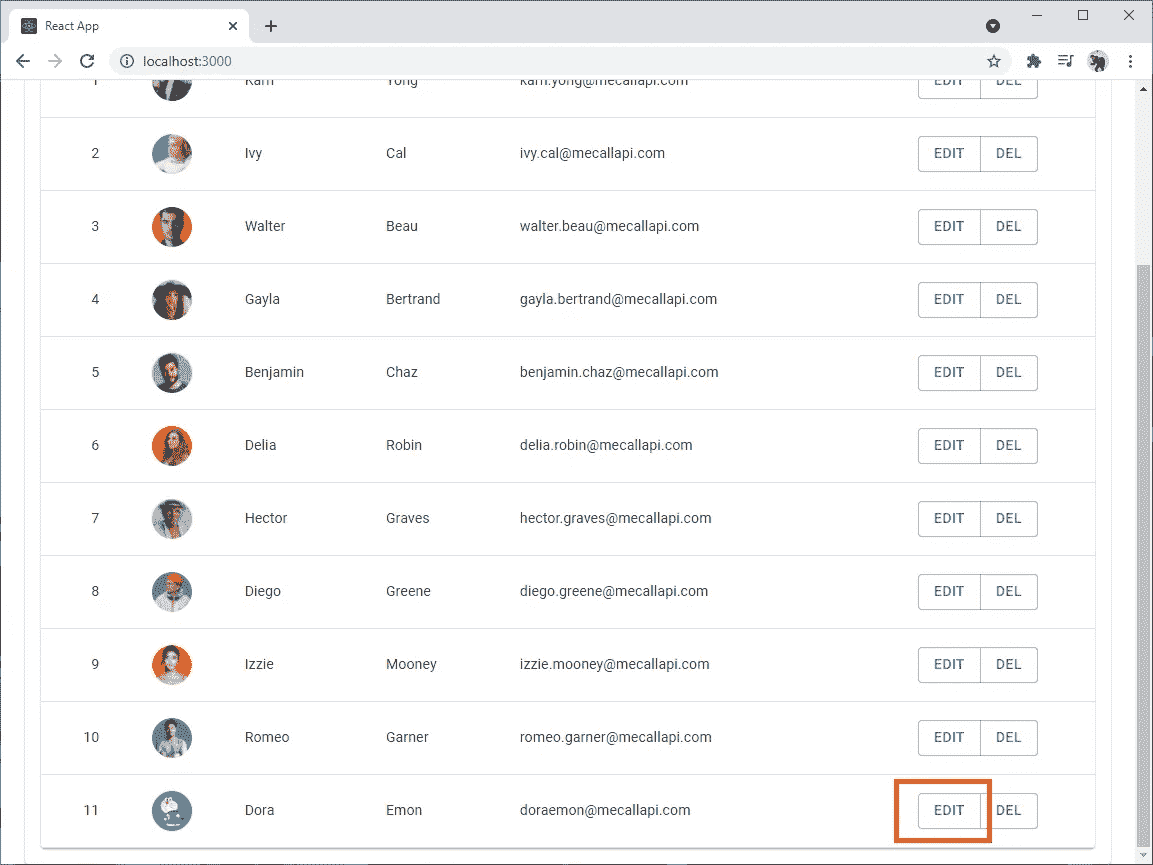 React App
localhost:3000
1 Karn Yong karn.yong@mecallapi.com EDIT DEL
2 Ivy Cal ivy.cal@mecallapi.com EDIT DEL
3 Walter Beau walter.beau@mecallapi.com EDIT DEL
4 Gayla Bertrand gayla.bertrand@mecallapi.com EDIT DEL
5 Benjamin Chaz benjamin.chaz@mecallapi.com EDIT DEL
6 Delia Robin delia.robin@mecallapi.com EDIT DEL
7 Hector Graves hector.graves@mecallapi.com EDIT DEL
8 Diego Greene diego.greene@mecallapi.com EDIT DEL
9 Izzie Mooney izzie.mooney@mecallapi.com EDIT DEL
10 Romeo Garner romeo.garner@mecallapi.com EDIT DEL
11 Dora Emon doraemon@mecallapi.com EDIT DEL